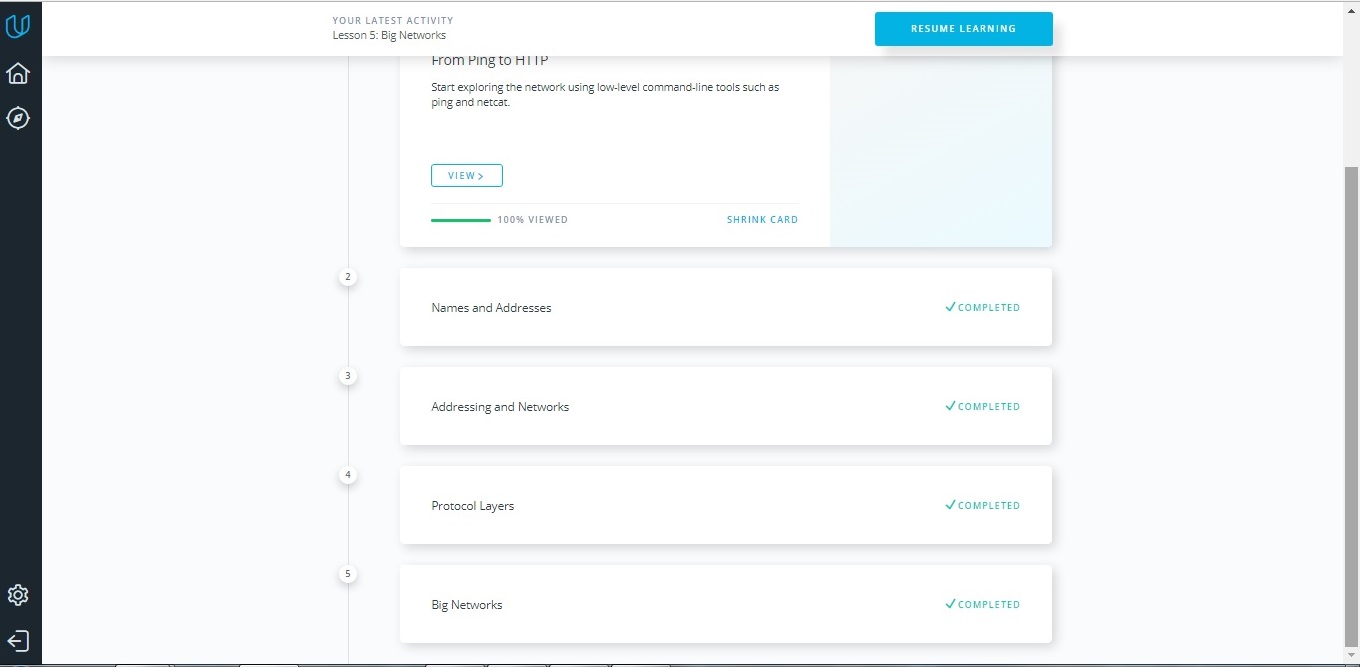 YOUR LATEST ACTIVITY
Lesson 5: Big Networks
RESUME LEARNING
From Ping to HTTP
Start exploring the network using low-level command-line tools such as
ping and netcat.
VIEW >
100% VIEWED
SHRINK CARD
2
Names and Addresses
COMPLETED
3
Addressing and Networks
COMPLETED
4
Protocol Layers
COMPLETED
5
Big Networks
COMPLETED